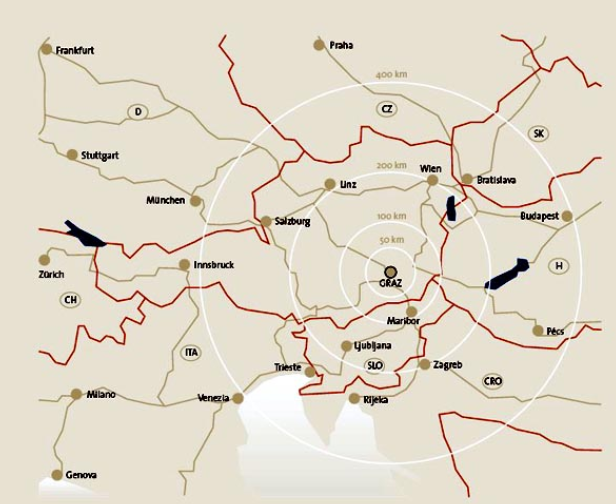 Praha
Frankfurt
400 km
D
CZ
SK
Stuttgart
200 km
Wien
Linz
Bratislava
München
100 km
Budapest
Salzburg
50 km
Zürich
Innsbruck
H
GRAZ
CH
Maribor
Pécs
Ljubljana
ITA
Trieste
SLO
Zagreb
CRO
Milano
Venezia
Rijeka
Genova